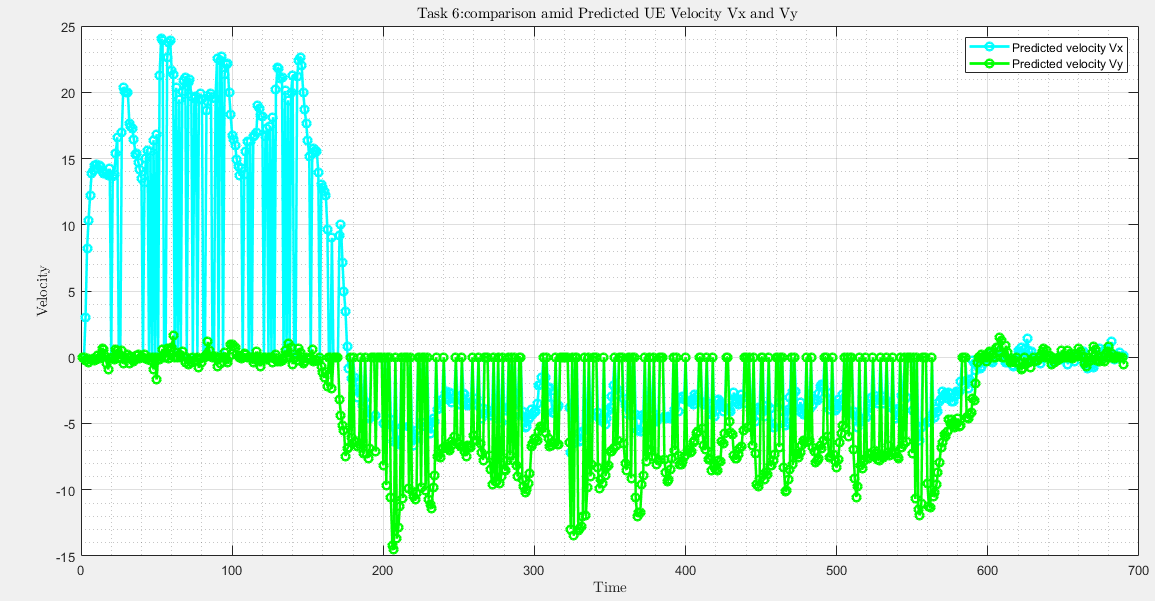 Task 6:comparison amid Predicted UE Velocity Vx and Vy
Predicted velocity Vx
Predicted velocity Vy
Velocity
25
20
15
10
5
0
-5
-10
-15
0 100 200 300 400 500 600 700
Time